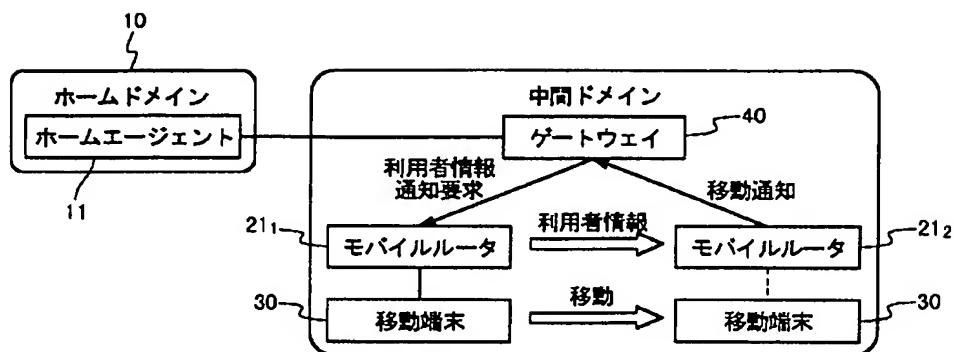 10
ホームドメイン
ホームエージェント
11
中間ドメイン
ゲートウェイ
40
利用者情報
通知要求
移動通知
21₁
モバイルルータ
利用者情報
モバイルルータ
21₂
30
移動端末
移動
移動端末
30